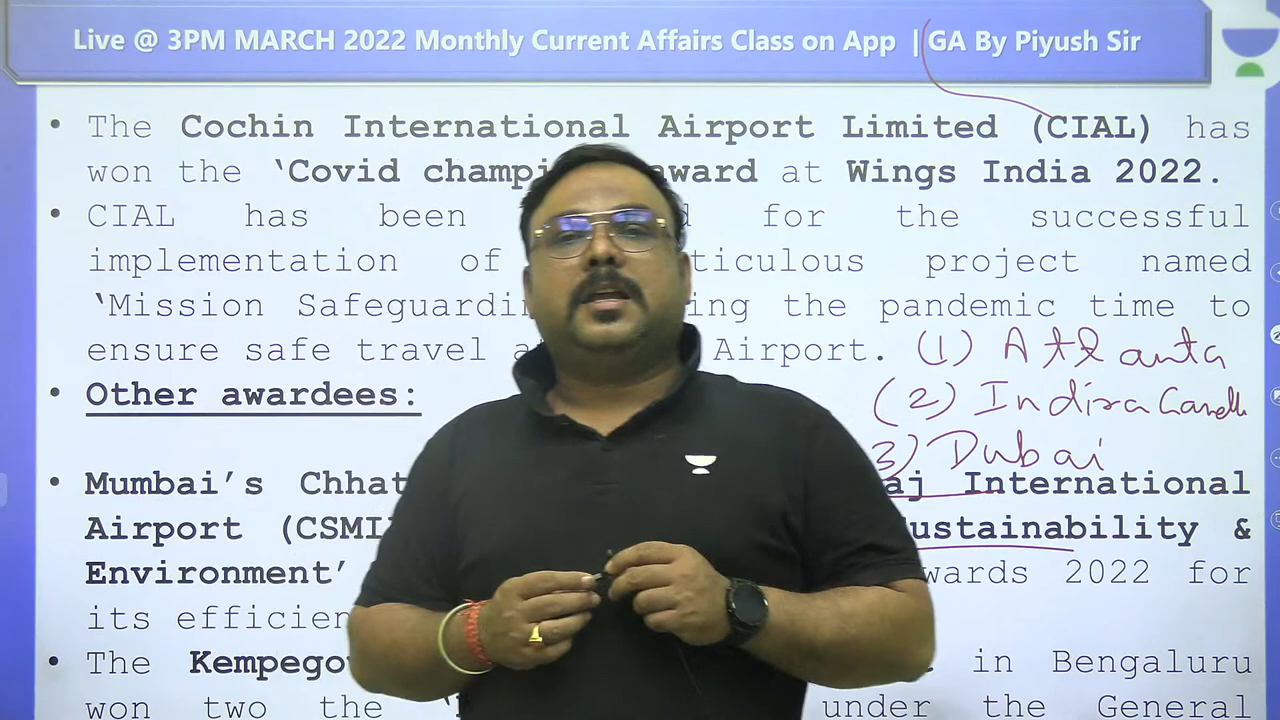 Live @ 3PM MARCH 2022 Monthly Current Affairs Class on App | GA By Piyush Sir
• The Cochin International Airport Limited (CIAL) has
won the ‘Covid champi award at Wings India 2022.
• CIAL has been for the successful
implementation of ticulous project named
‘Mission Safeguardin ing the pandemic time to
ensure safe travel a Airport. (1) Atlanta
• Other awardees: (2) Indira Gandhi
3) Dubai
• Mumbai’s Chhat aj International
Airport (CSMI ustainability &
Environment’ wards 2022 for
its efficien
• The Kempego in Bengaluru
won two the under the General